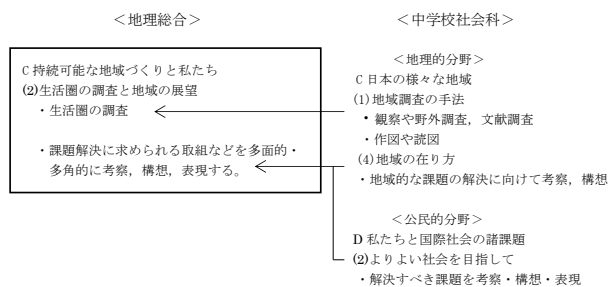 ＜地理総合＞
C 持続可能な地域づくりと私たち
(2)生活圏の調査と地域の展望
・生活圏の調査
・課題解決に求められる取組などを多面的・
多角的に考察，構想，表現する。
＜中学校社会科＞
＜地理的分野＞
C 日本の様々な地域
(1)地域調査の手法
・観察や野外調査，文献調査
・作図や読図
(4)地域の在り方
・地域的な課題の解決に向けて考察，構想
＜公民的分野＞
D 私たちと国際社会の諸課題
(2)よりよい社会を目指して
・解決すべき課題を考察・構想・表現